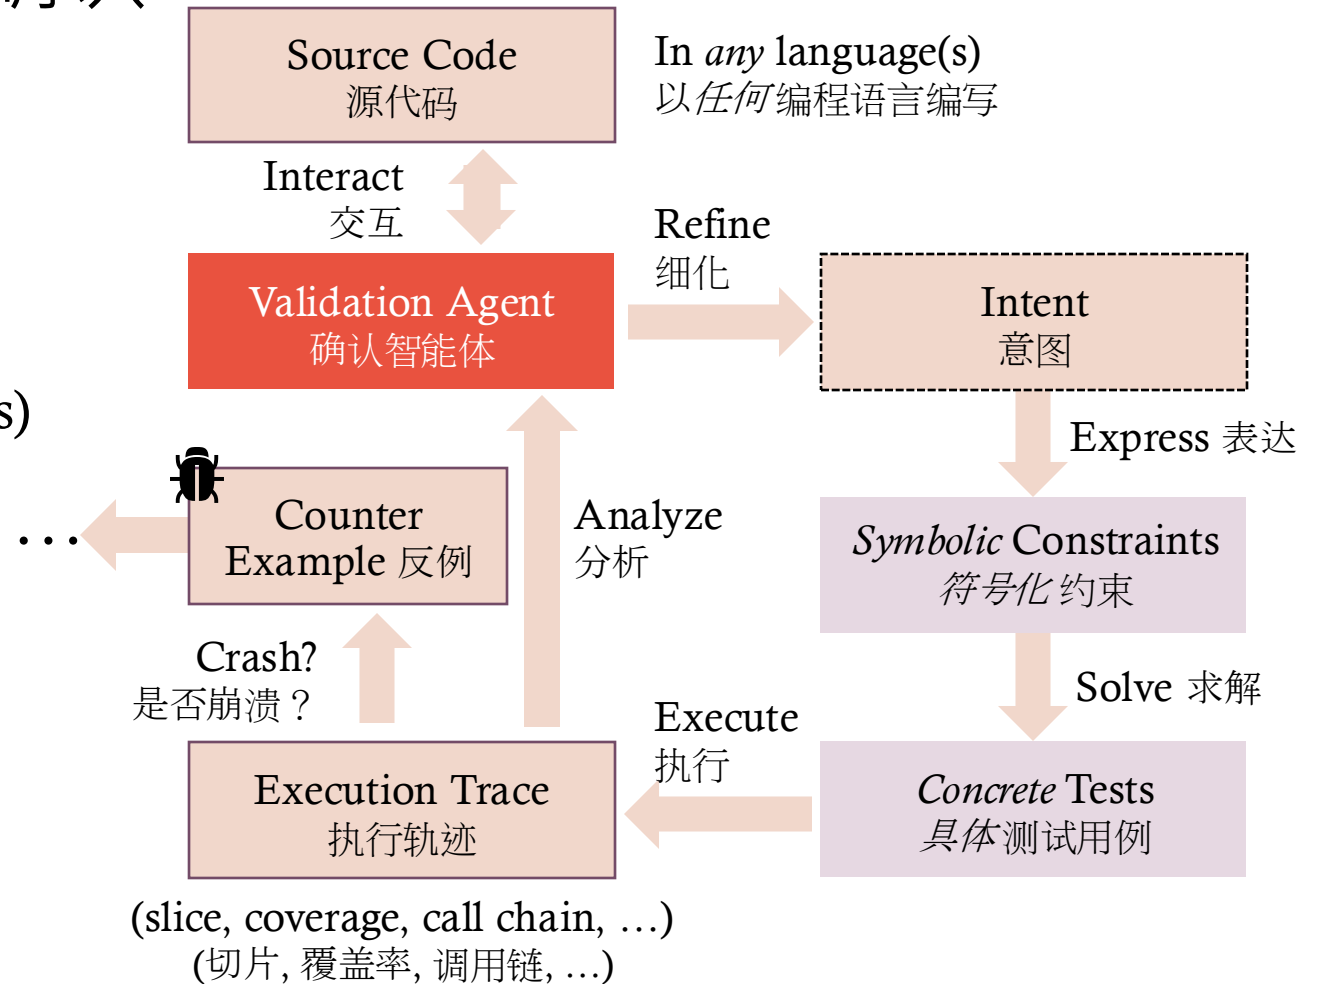 Source Code
源代码
In any language(s)
以任何编程语言编写
Interact
交互
Refine
细化
Validation Agent
确认智能体
Intent
意图
s)
Express 表达
Counter
Example 反例
Analyze
分析
Symbolic Constraints
符号化约束
...
Crash?
是否崩溃？
Solve 求解
Execute
执行
Execution Trace
执行轨迹
Concrete Tests
具体测试用例
(slice, coverage, call chain, …)
(切片, 覆盖率, 调用链, …)